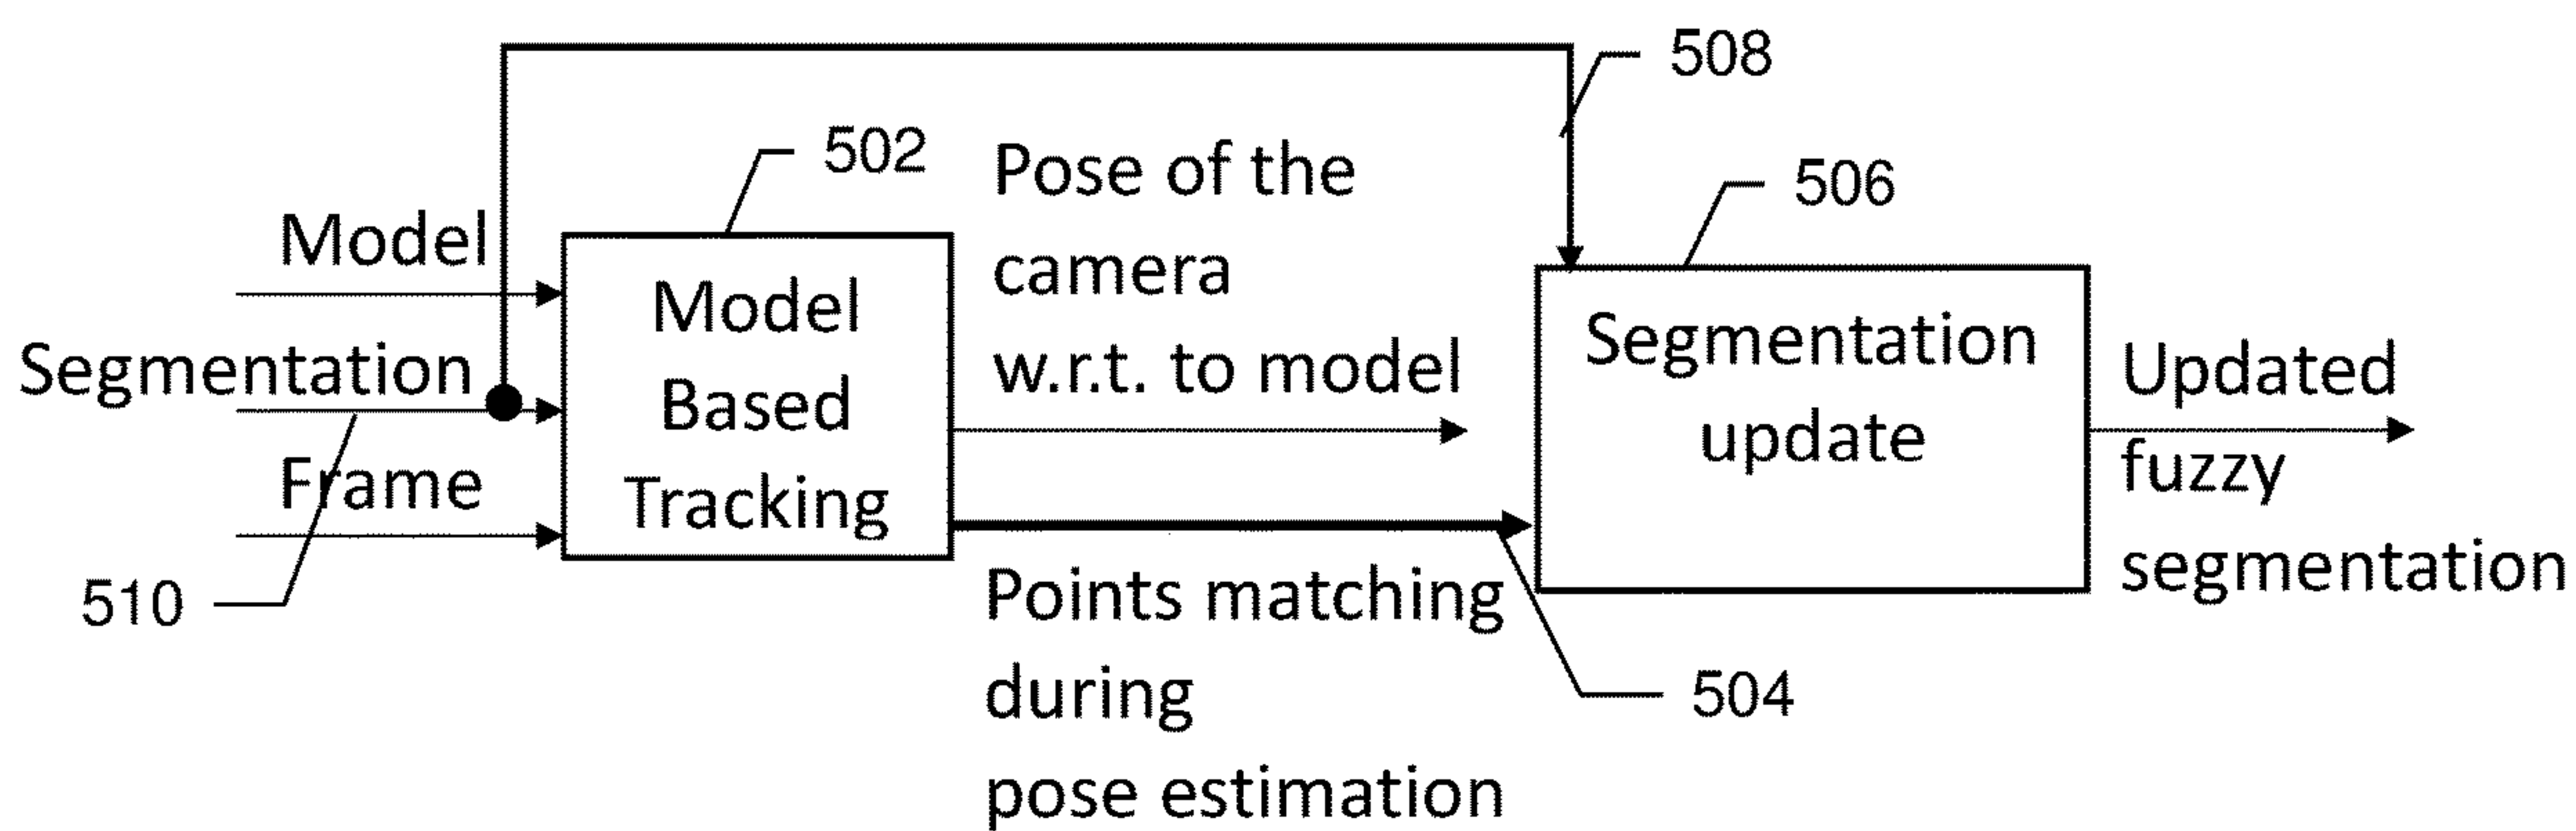 508
502
Pose of the
camera
w.r.t. to model
506
Model
Segmentation
Frame
510
Model
Based
Tracking
Segmentation
update
Updated
fuzzy
segmentation
Points matching
during
pose estimation
504